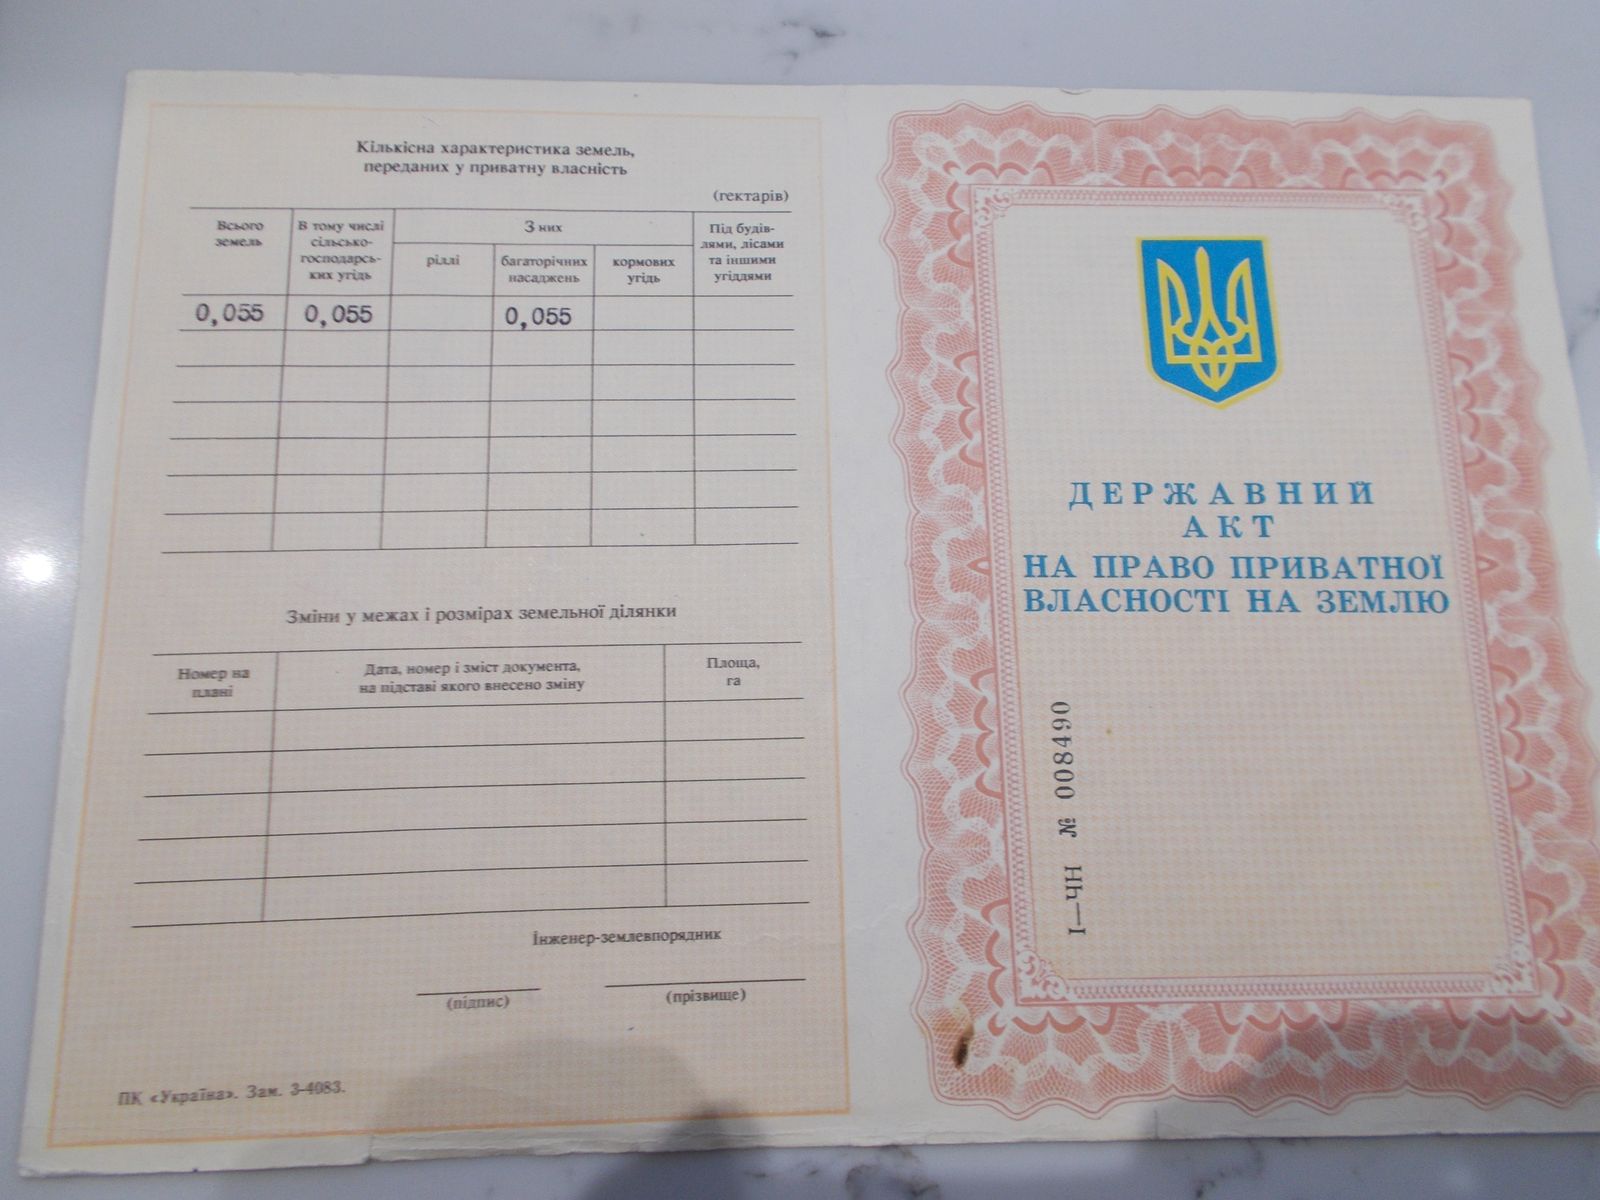 Кількісна характеристика земель,
переданих у приватну власність
(гектарів)
Всього
земель
В тому числі
сільсько-
господарсь-
ких угідь
З них
ріллі
багаторічних
насаджень
кормових
угідь
Під будів-
лями, лісами
та іншими
угіддями
0,055 0,055 0,055
Зміни у межах і розмірах земельної ділянки
Номер на
плані
Дата, номер і зміст документа,
на підставі якого внесено зміну
Площа,
га
Інженер-землевпорядник
(підпис) (прізвище)
ПК «Україна». Зам. 3-4083.
ДЕРЖАВНИЙ
АКТ
НА ПРАВО ПРИВАТНОЇ
ВЛАСНОСТІ НА ЗЕМЛЮ
І—ЧН № 008490